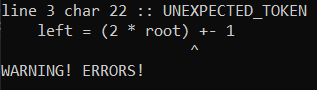 line 3 char 22 :: UNEXPECTED_TOKEN
left = (2 * root) +- 1
^
WARNING! ERRORS!